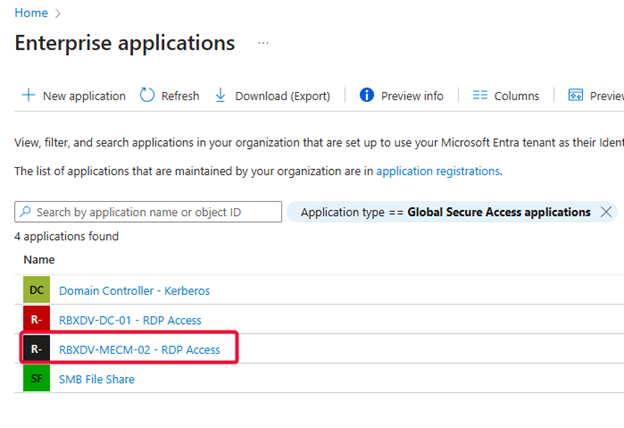 Home >
Enterprise applications ...
New application Refresh Download (Export) Preview info Columns Preview
View, filter, and search applications in your organization that are set up to use your Microsoft Entra tenant as their Iden
The list of applications that are maintained by your organization are in application registrations.
Search by application name or object ID Application type == Global Secure Access applications
4 applications found
Name
DC Domain Controller - Kerberos
R- RBXDV-DC-01 - RDP Access
R- RBXDV-MECM-02 - RDP Access
SF SMB File Share